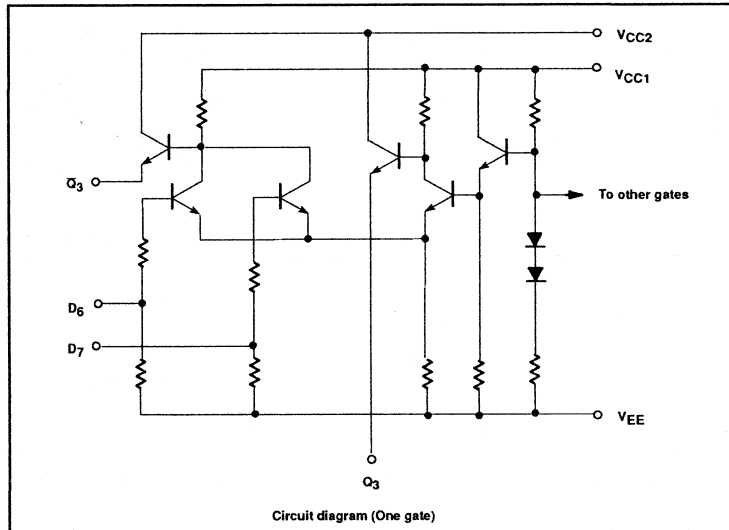 VCC2
VCC1
Q̅3
To other gates
D6
D7
VEE
Q3
Circuit diagram (One gate)